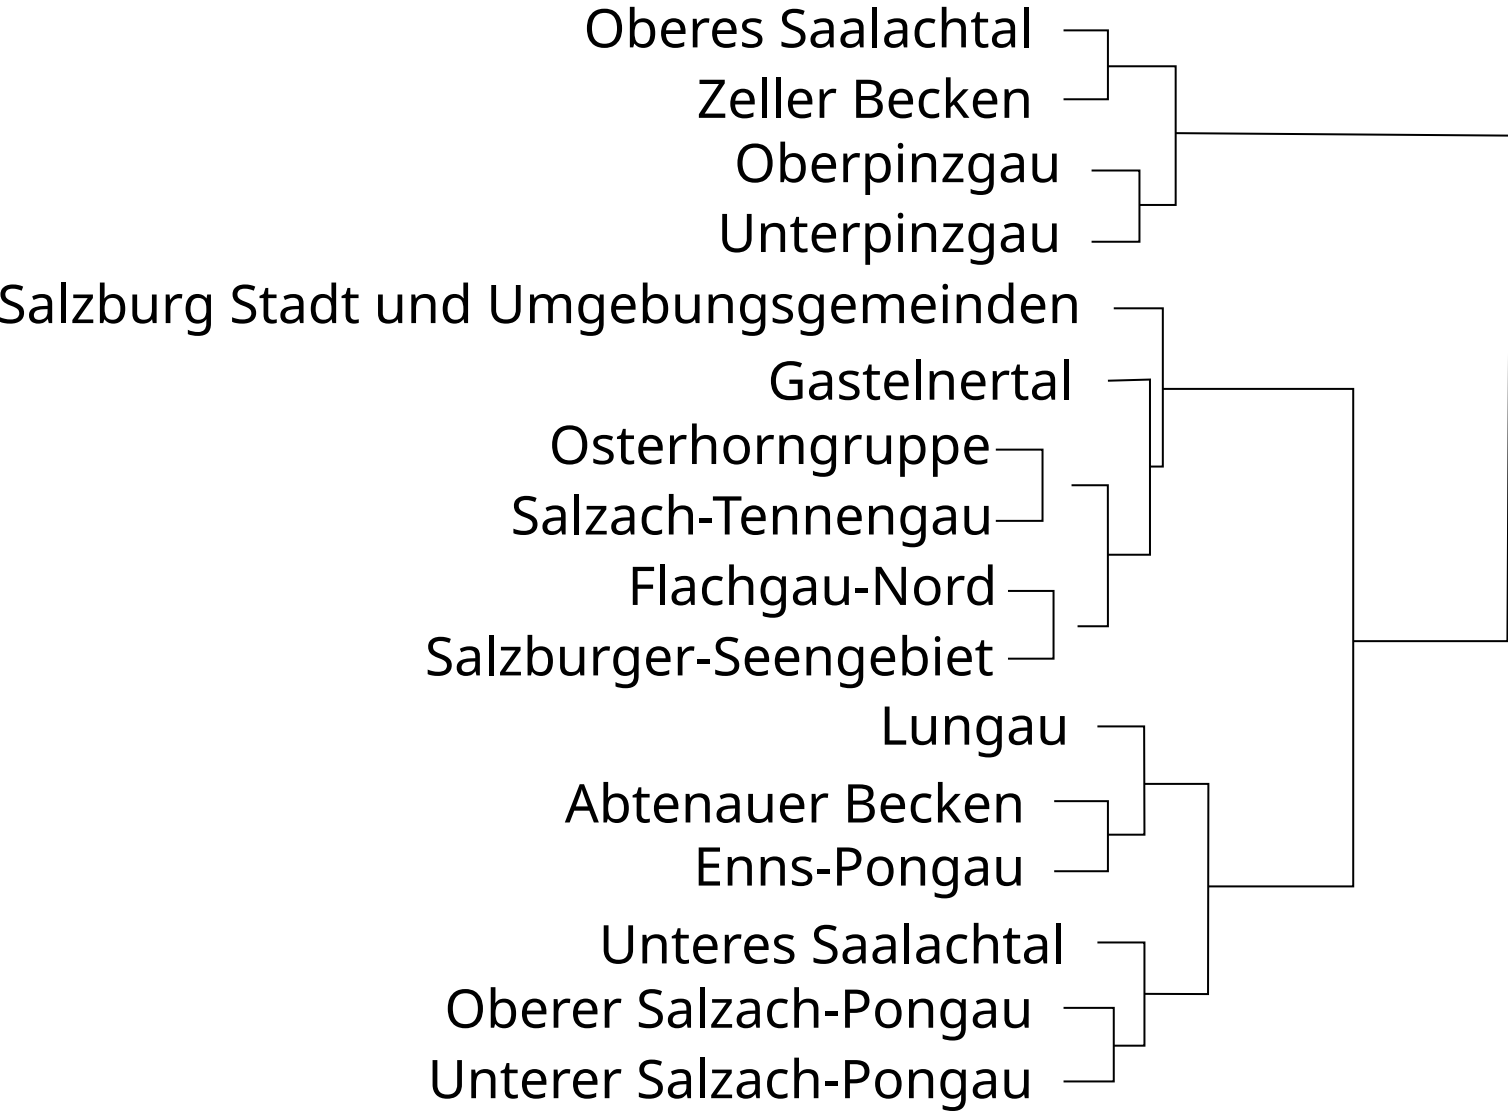 Oberes Saalachtal
Zeller Becken
Oberpinzgau
Unterpinzgau
Salzburg Stadt und Umgebungsgemeinden
Gastelnertal
Osterhorngruppe
Salzach-Tennengau
Flachgau-Nord
Salzburger-Seengebiet
Lungau
Abtenauer Becken
Enns-Pongau
Unteres Saalachtal
Oberer Salzach-Pongau
Unterer Salzach-Pongau